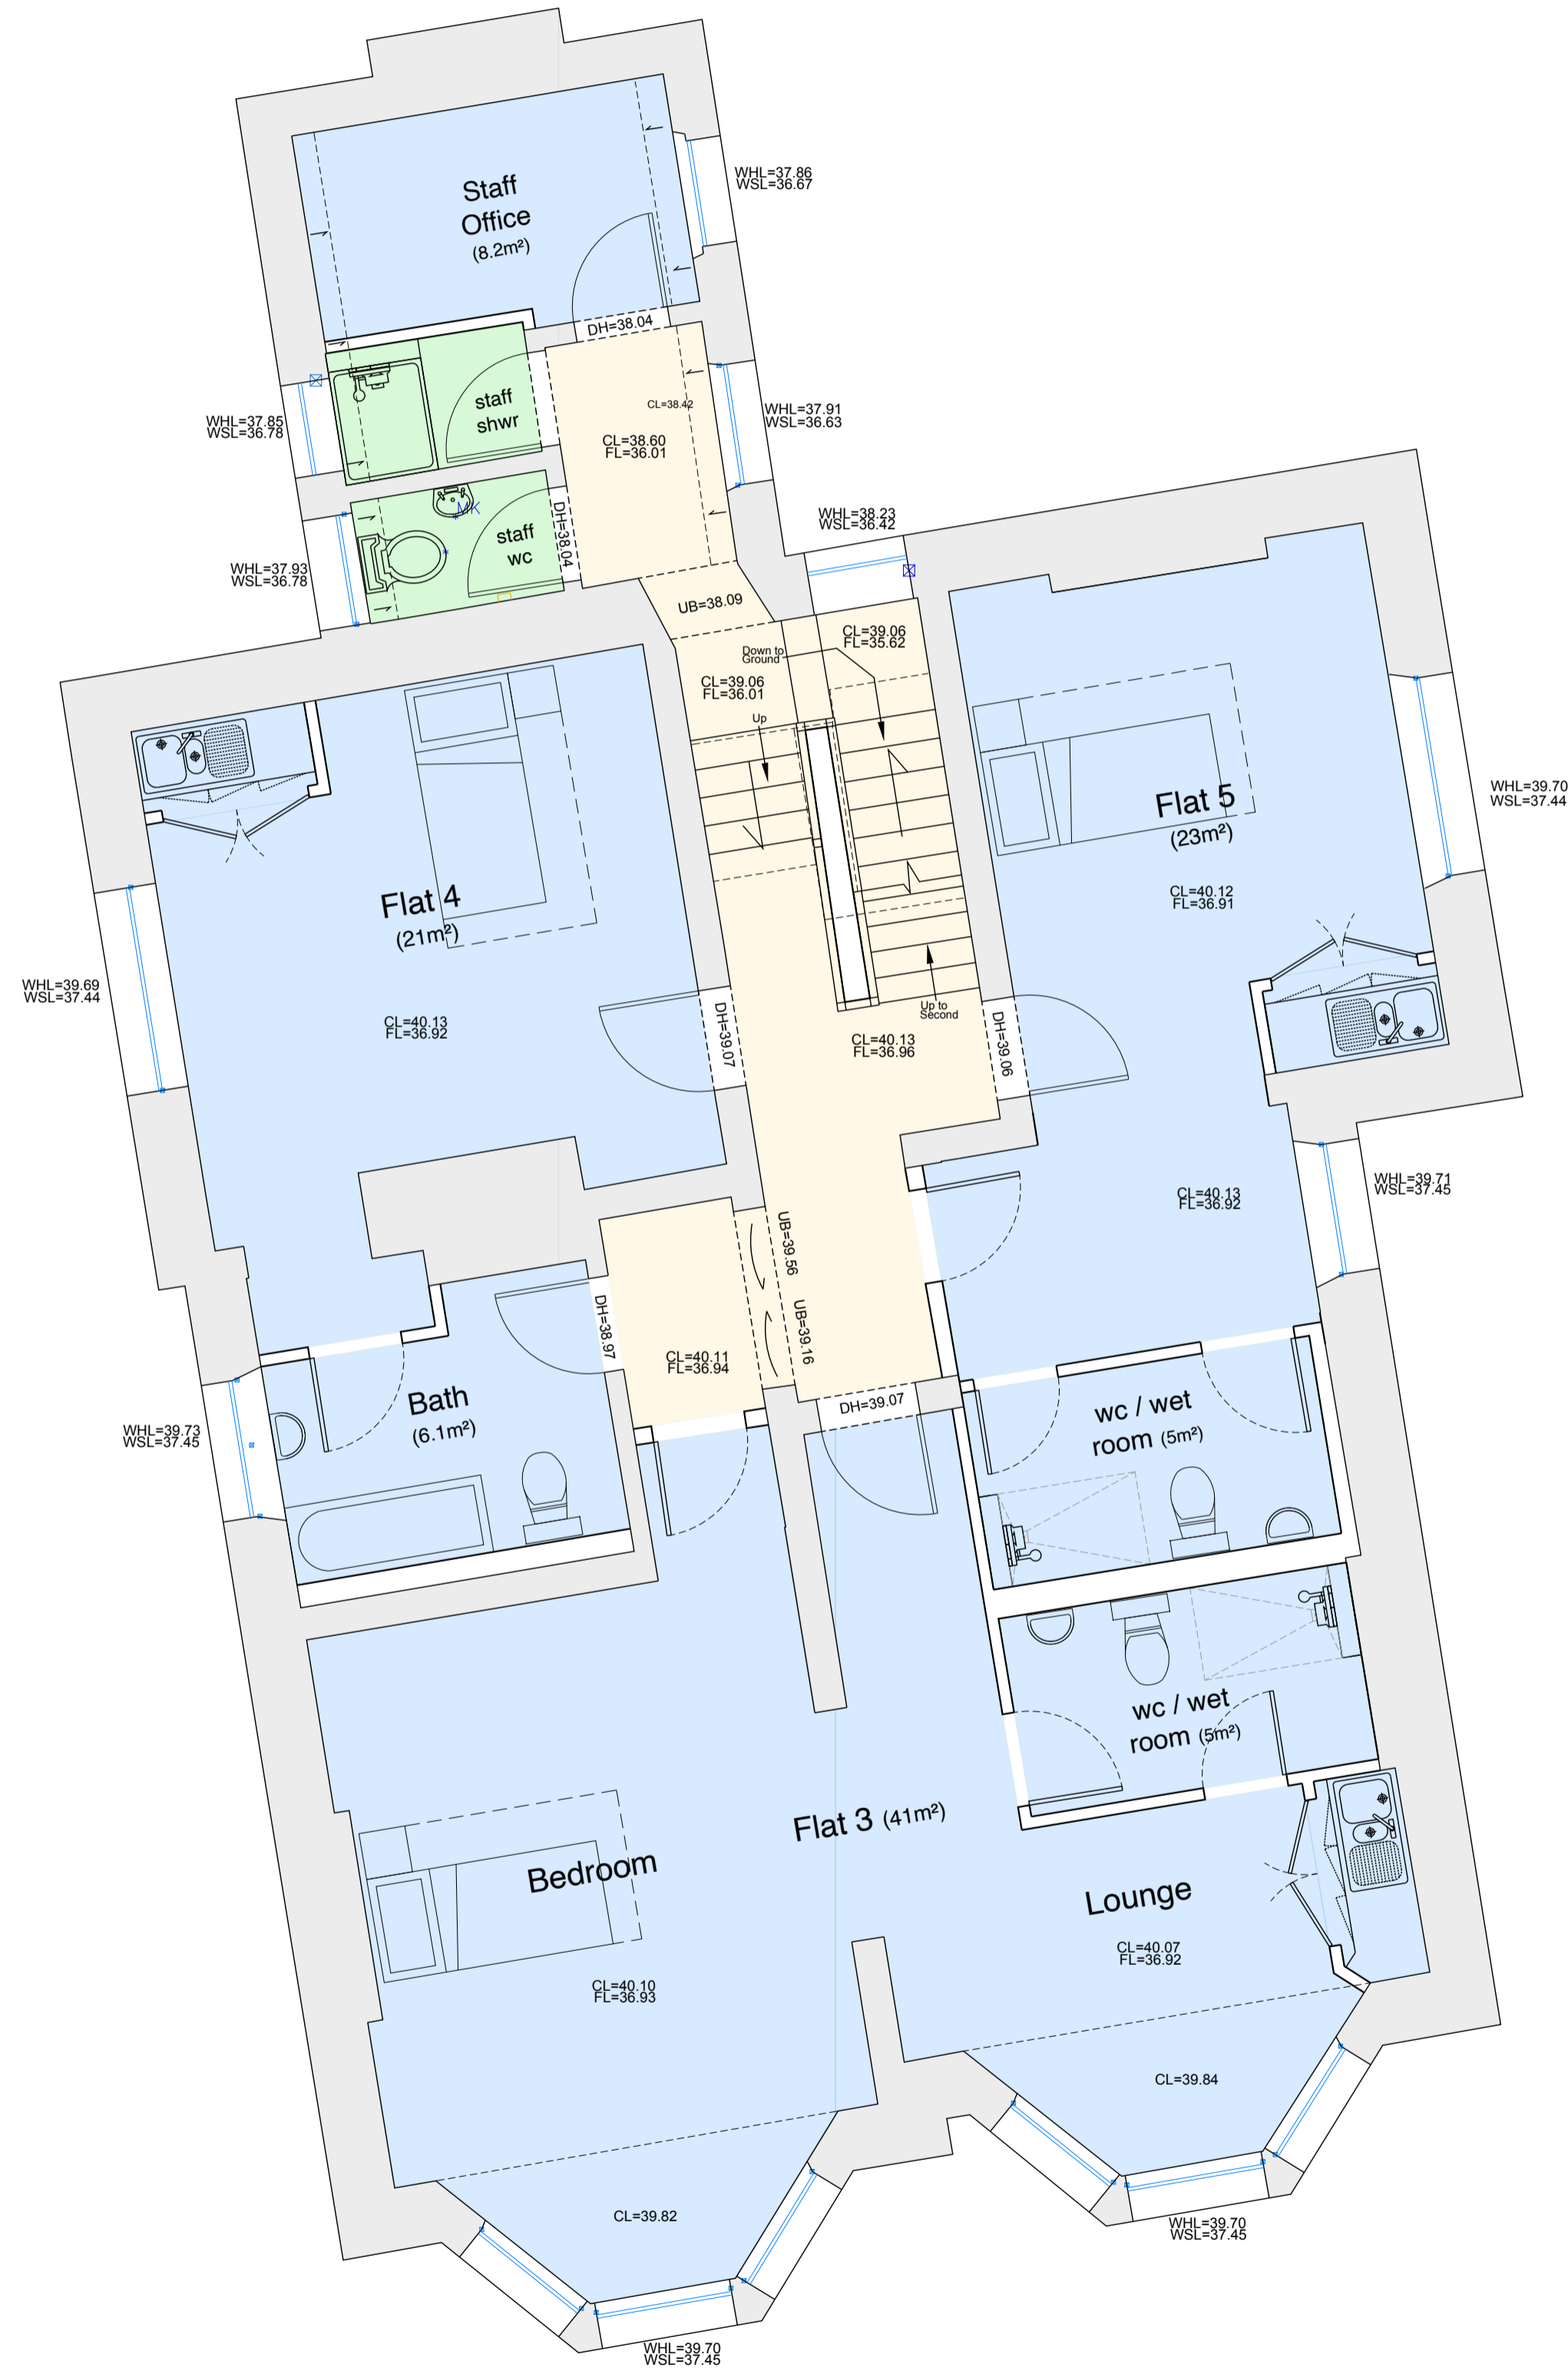 Staff
Office
(8.2m²)
WHL=37.86
WSL=36.67
DH=38.04
staff
shwr
CL=38.42
CL=38.60
FL=36.01
WHL=37.91
WSL=36.63
WHL=37.85
WSL=36.78
MK
staff
wc
DH=38.04
WHL=37.93
WSL=36.78
WHL=38.23
WSL=36.42
UB=38.09
CL=39.06
FL=35.62
Down to
Ground
CL=39.06
FL=36.01
Up
Flat 5
(23m²)
WHL=39.70
WSL=37.44
CL=40.12
FL=36.91
Flat 4
(21m²)
WHL=39.69
WSL=37.44
CL=40.13
FL=36.92
DH=39.07
Up to
Second
CL=40.13
FL=36.96
DH=39.06
WHL=39.71
WSL=37.45
CL=40.13
FL=36.92
UB=39.56
UB=39.16
DH=38.97
CL=40.11
FL=36.94
Bath
(6.1m²)
WHL=39.73
WSL=37.45
DH=39.07
wc / wet
room (5m²)
wc / wet
room (5m²)
Flat 3 (41m²)
Bedroom
Lounge
CL=40.07
FL=36.92
CL=40.10
FL=36.93
CL=39.84
CL=39.82
WHL=39.70
WSL=37.45
WHL=39.70
WSL=37.45